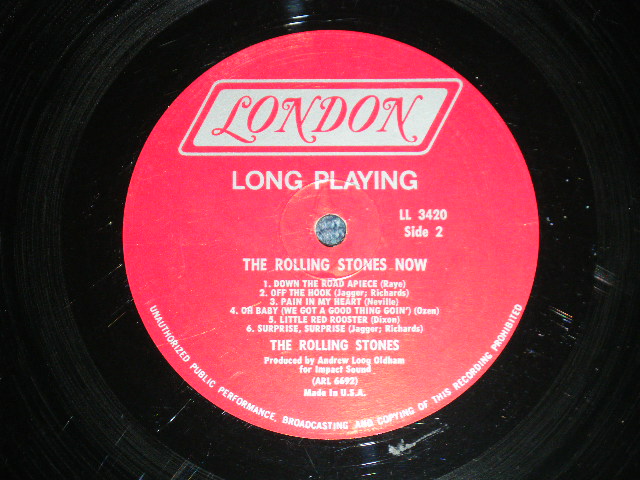 LONDON
LONG PLAYING
LL 3420
Side 2
THE ROLLING STONES NOW
1. DOWN THE ROAD APIECE (Raye)
2. OFF THE HOOK (Jagger; Richards)
3. PAIN IN MY HEART (Neville)
4. OH BABY (WE GOT A GOOD THING GOIN') (Ozen)
5. LITTLE RED ROOSTER (Dixon)
6. SURPRISE, SURPRISE (Jagger; Richards)
THE ROLLING STONES
Produced by Andrew Loog Oldham
for Impact Sound
(ARL 6692)
Made in U.S.A.
UNAUTHORIZED PUBLIC PERFORMANCE, BROADCASTING AND COPYING OF THIS RECORDING PROHIBITED